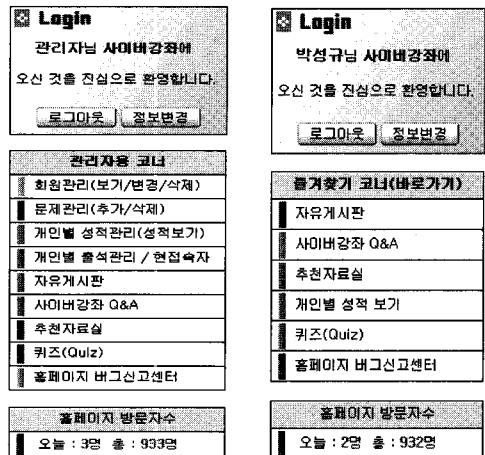 Login
관리자님 사이버강좌에
오신 것을 진심으로 환영합니다.
로그아웃 정보변경
관리자용 코너
회원관리(보기/변경/삭제)
문제관리(추가/삭제)
개인별 성적관리(성적보기)
개인별 출석관리 / 현접속자
자유게시판
사이버강좌 Q&A
추천자료실
퀴즈(Quiz)
홈페이지 버그신고센터
홈페이지 방문자수
오늘 : 3명 총 : 933명
Login
박성규님 사이버강좌에
오신 것을 진심으로 환영합니다.
로그아웃 정보변경
즐겨찾기 코너(바로가기)
자유게시판
사이버강좌 Q&A
추천자료실
개인별 성적 보기
퀴즈(Quiz)
홈페이지 버그신고센터
홈페이지 방문자수
오늘 : 2명 총 : 932명